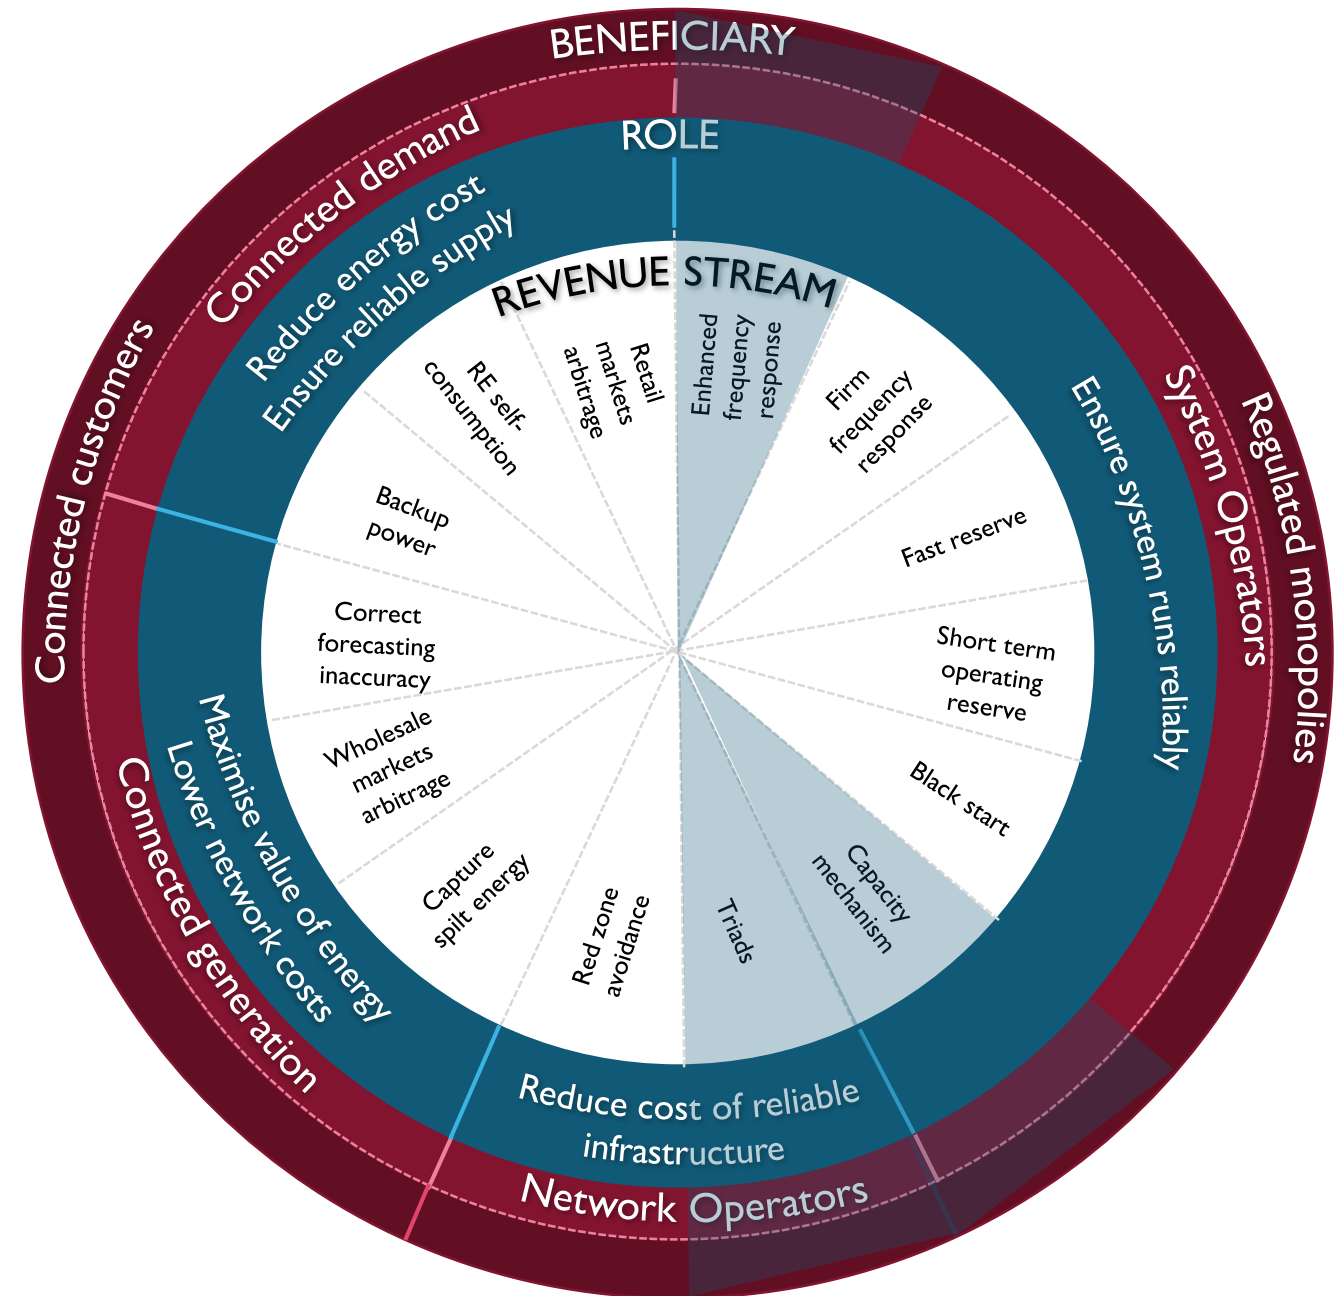 BENEFICIARY
ROLE
REVENUE STREAM
Connected customers
Connected demand
Reduce energy cost
Ensure reliable supply
Regulated monopolies
System Operators
Ensure system runs reliably
Connected generation
Maximise value of energy
Lower network costs
Reduce cost of reliable
infrastructure
Network Operators
Enhanced
frequency
response
Firm
frequency
response
Fast reserve
Short term
operating
reserve
Black start
Capacity
mechanism
Triads
Red zone
avoidance
Capture
spilt energy
Wholesale
markets
arbitrage
Correct
forecasting
inaccuracy
Backup
power
RE self-
consumption
Retail
markets
arbitrage